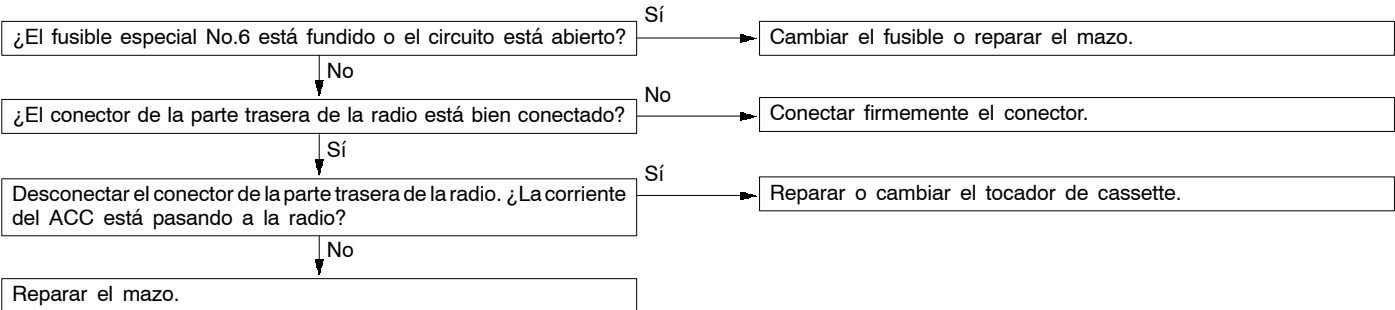 Sí
¿El fusible especial No.6 está fundido o el circuito está abierto?
Cambiar el fusible o reparar el mazo.
No
No
¿El conector de la parte trasera de la radio está bien conectado?
Conectar firmemente el conector.
Sí
Sí
Desconectar el conector de la parte trasera de la radio. ¿La corriente
del ACC está pasando a la radio?
Reparar o cambiar el tocador de cassette.
No
Reparar el mazo.